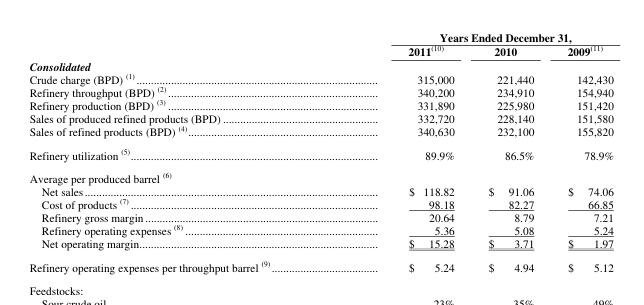 Years Ended December 31,
2011(10) 2010 2009(11)
Consolidated
Crude charge (BPD) (1) 315,000 221,440 142,430
Refinery throughput (BPD) (2) 340,200 234,910 154,940
Refinery production (BPD) (3) 331,890 225,980 151,420
Sales of produced refined products (BPD) 332,720 228,140 151,580
Sales of refined products (BPD) (4) 340,630 232,100 155,820
Refinery utilization (5) 89.9% 86.5% 78.9%
Average per produced barrel (6)
Net sales $ 118.82 $ 91.06 $ 74.06
Cost of products (7) 98.18 82.27 66.85
Refinery gross margin 20.64 8.79 7.21
Refinery operating expenses (8) 5.36 5.08 5.24
Net operating margin $ 15.28 $ 3.71 $ 1.97
Refinery operating expenses per throughput barrel (9) $ 5.24 $ 4.94 $ 5.12
Feedstocks:
Sour crude oil 23% 35% 49%